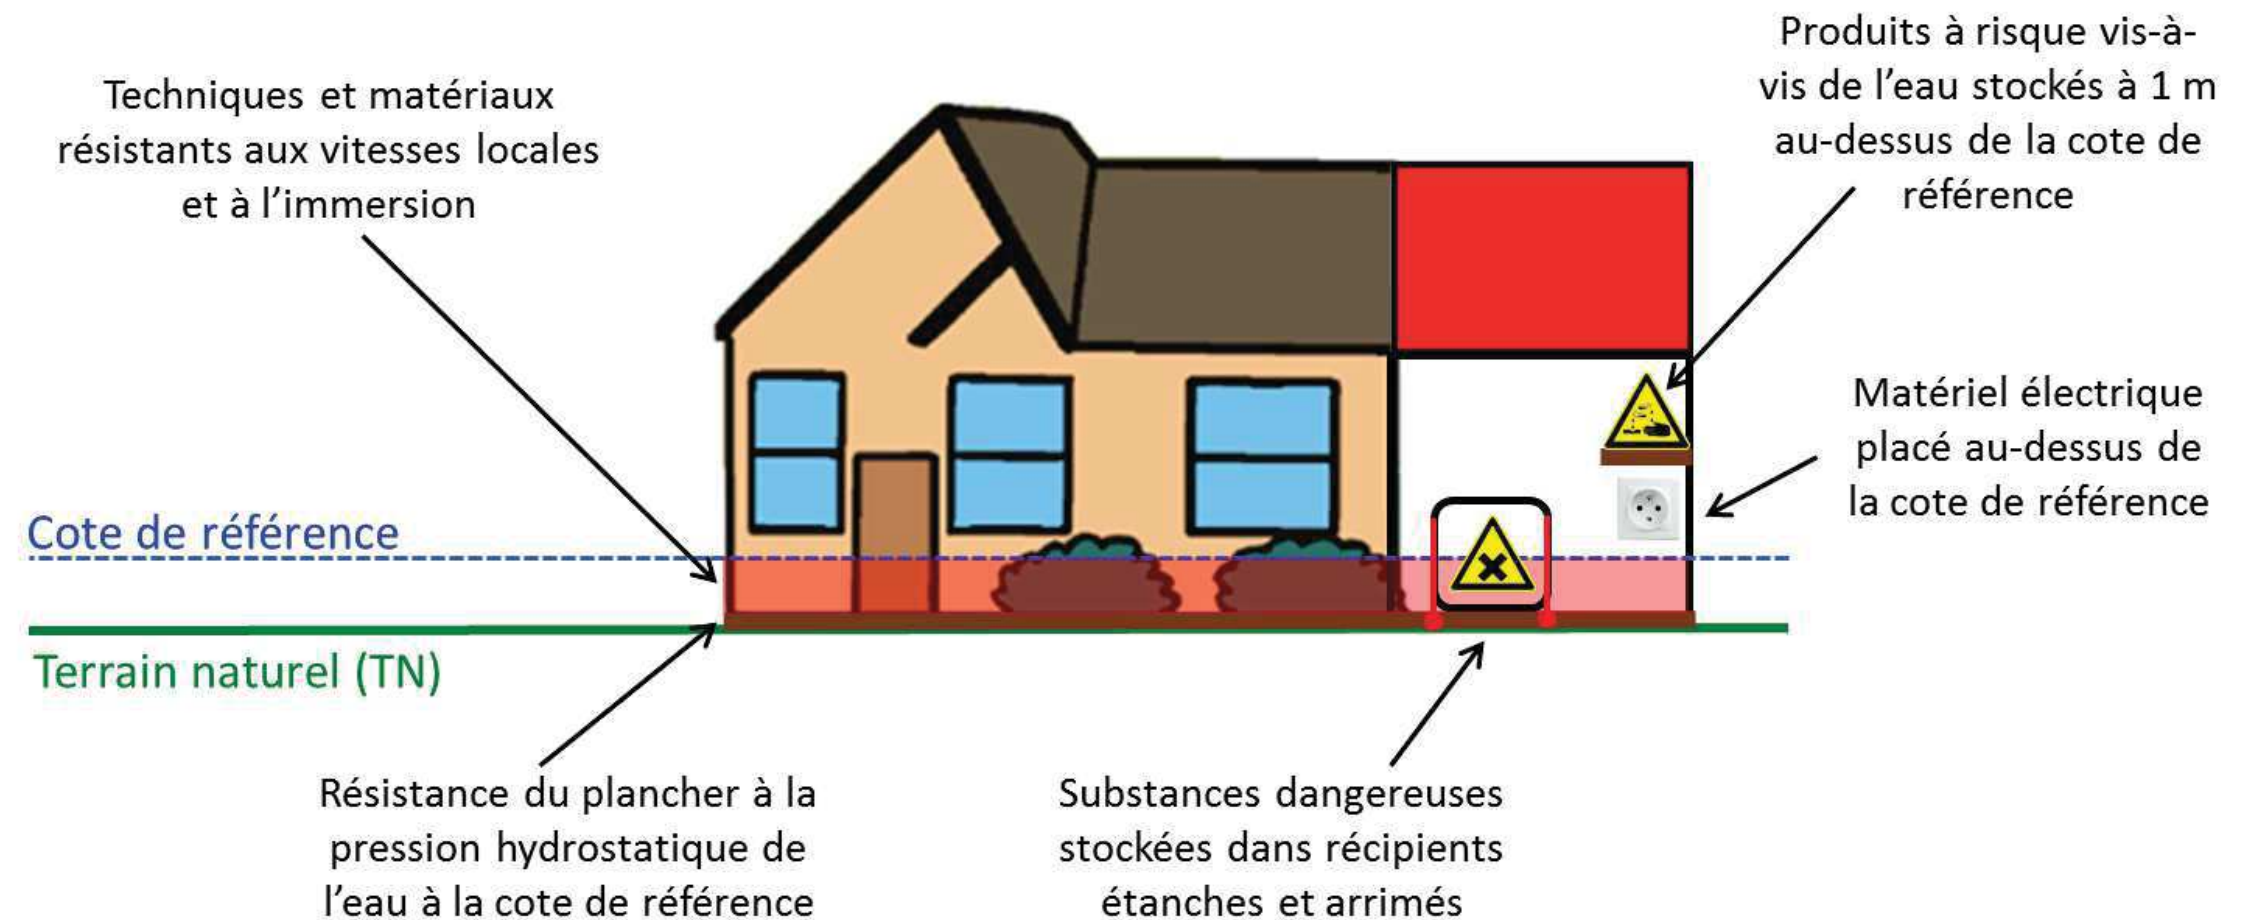 Techniques et matériaux
résistants aux vitesses locales
et à l’immersion
Produits à risque vis-à-
vis de l’eau stockés à 1 m
au-dessus de la cote de
référence
Matériel électrique
placé au-dessus de
la cote de référence
Cote de référence
Terrain naturel (TN)
Résistance du plancher à la
pression hydrostatique de
l’eau à la cote de référence
Substances dangereuses
stockées dans récipients
étanches et arrimés